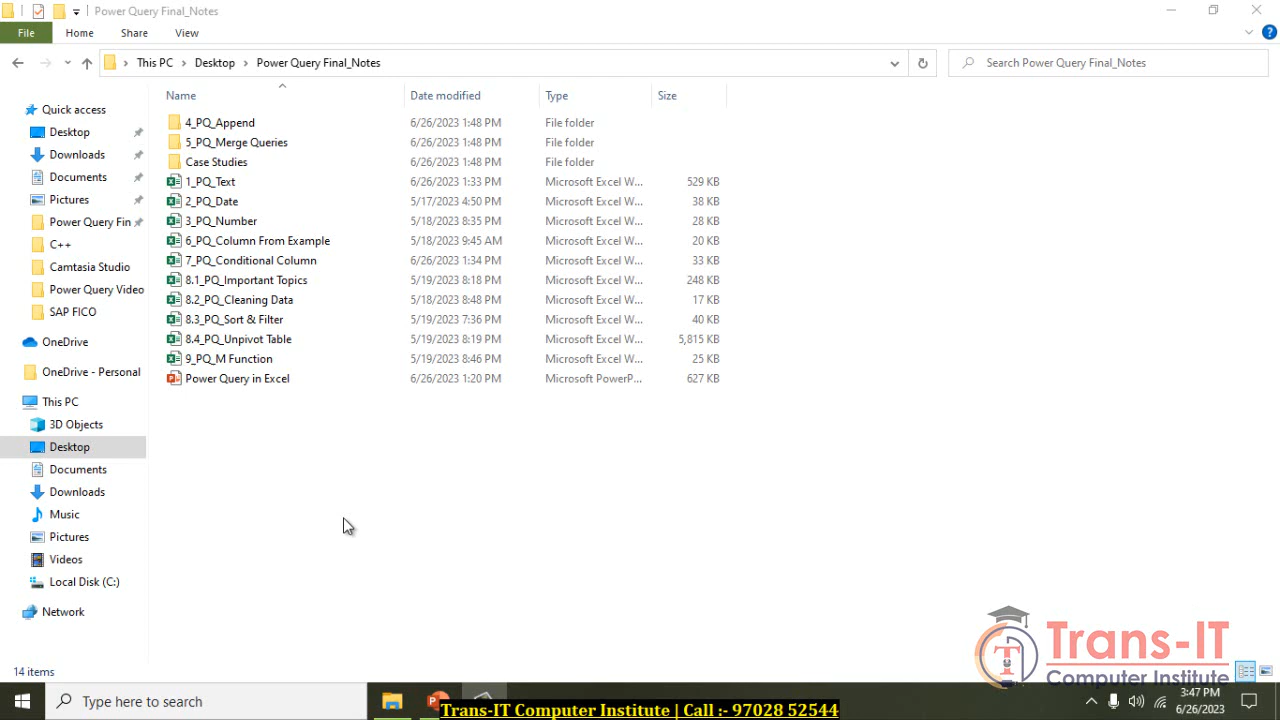 Power Query Final_Notes
File Home Share View
This PC Desktop Power Query Final_Notes
Search Power Query Final_Notes
Name Date modified Type Size
Quick access
Desktop
Downloads
Documents
Pictures
Power Query Fin
C++
Camtasia Studio
Power Query Video
SAP FICO
OneDrive
OneDrive - Personal
This PC
3D Objects
Desktop
Documents
Downloads
Music
Pictures
Videos
Local Disk (C:)
Network
4_PQ_Append 6/26/2023 1:48 PM File folder
5_PQ_Merge Queries 6/26/2023 1:48 PM File folder
Case Studies 6/26/2023 1:48 PM File folder
1_PQ_Text 6/26/2023 1:33 PM Microsoft Excel W... 529 KB
2_PQ_Date 5/17/2023 4:50 PM Microsoft Excel W... 38 KB
3_PQ_Number 5/18/2023 8:35 PM Microsoft Excel W... 28 KB
6_PQ_Column From Example 5/18/2023 9:45 AM Microsoft Excel W... 20 KB
7_PQ_Conditional Column 6/26/2023 1:34 PM Microsoft Excel W... 33 KB
8.1_PQ_Important Topics 5/19/2023 8:18 PM Microsoft Excel W... 248 KB
8.2_PQ_Cleaning Data 5/18/2023 8:48 PM Microsoft Excel W... 17 KB
8.3_PQ_Sort & Filter 5/19/2023 7:36 PM Microsoft Excel W... 40 KB
8.4_PQ_Unpivot Table 5/19/2023 8:19 PM Microsoft Excel W... 5,815 KB
9_PQ_M Function 5/19/2023 8:46 PM Microsoft Excel W... 25 KB
Power Query in Excel 6/26/2023 1:20 PM Microsoft PowerP... 627 KB
Trans-IT
Computer Institute
14 items
Type here to search
Trans-IT Computer Institute | Call :- 97028 52544
3:47 PM
6/26/2023